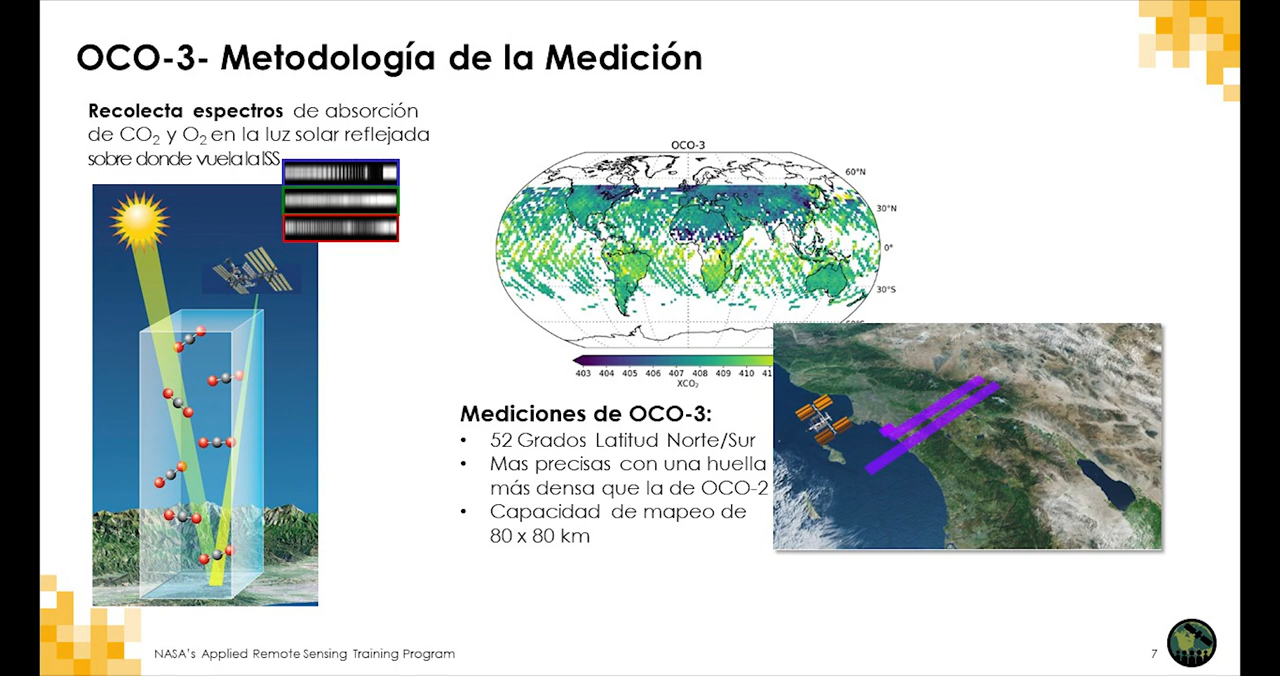 OCO-3- Metodología de la Medición
Recolecta espectros de absorción
de CO₂ y O₂ en la luz solar reflejada
sobre donde vuela la ISS
OCO-3
60°N
30°N
0°
30°S
403 404 405 406 407 408 409 410
XCO₂
Mediciones de OCO-3:
• 52 Grados Latitud Norte/Sur
• Mas precisas con una huella
más densa que la de OCO-2
• Capacidad de mapeo de
80 x 80 km
NASA's Applied Remote Sensing Training Program
7